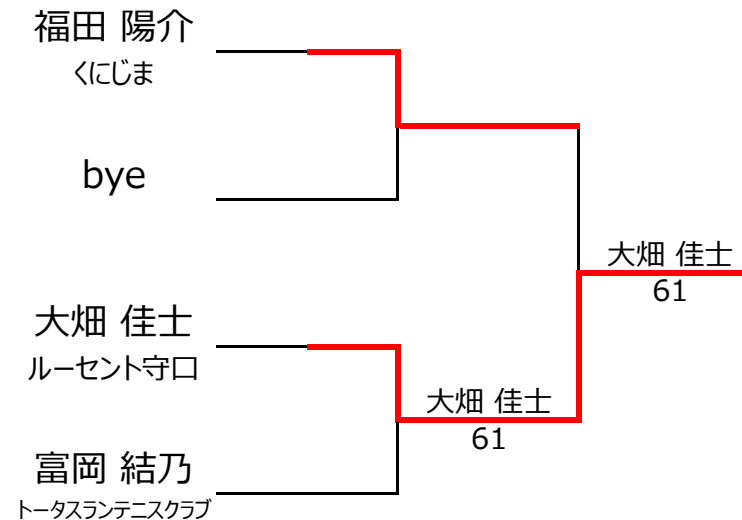 福田 陽介
くにじま
bye
大畑 佳士
61
大畑 佳士
ルーセント守口
大畑 佳士
61
富岡 結乃
トータスランテニスクラブ